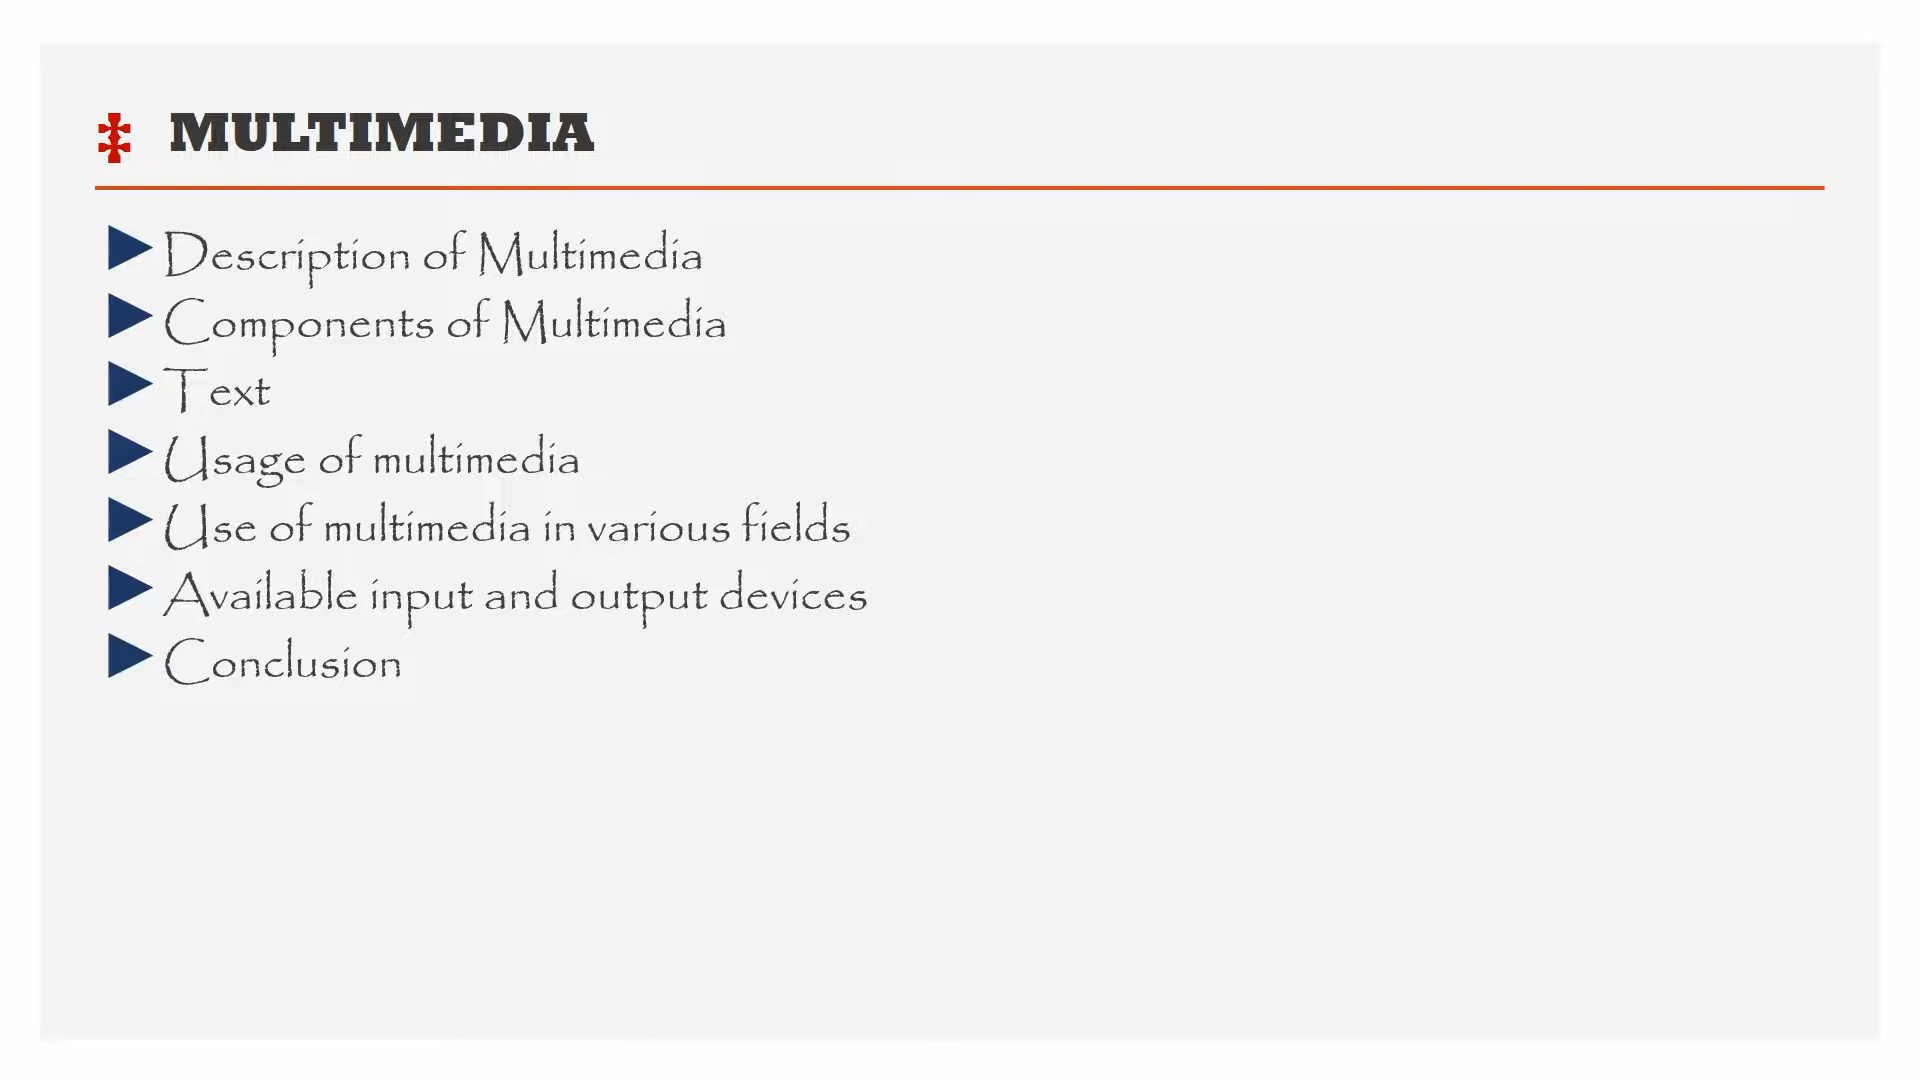 ‡ MULTIMEDIA
Description of Multimedia
Components of Multimedia
Text
Usage of multimedia
Use of multimedia in various fields
Available input and output devices
Conclusion